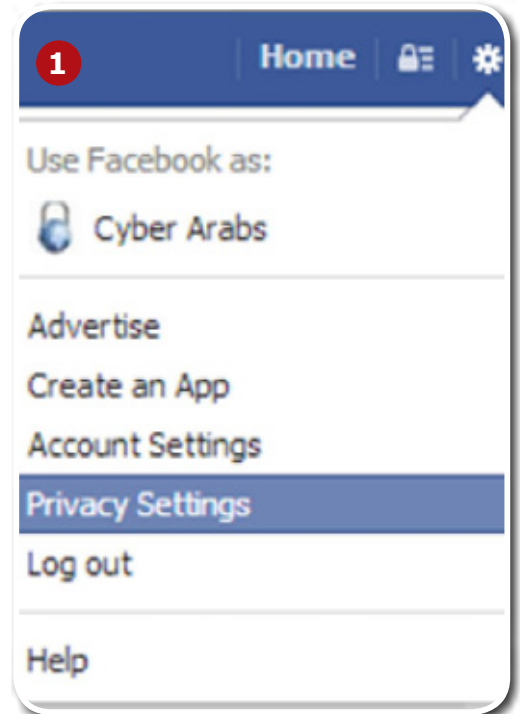 1
Home
Use Facebook as:
Cyber Arabs
Advertise
Create an App
Account Settings
Privacy Settings
Log out
Help